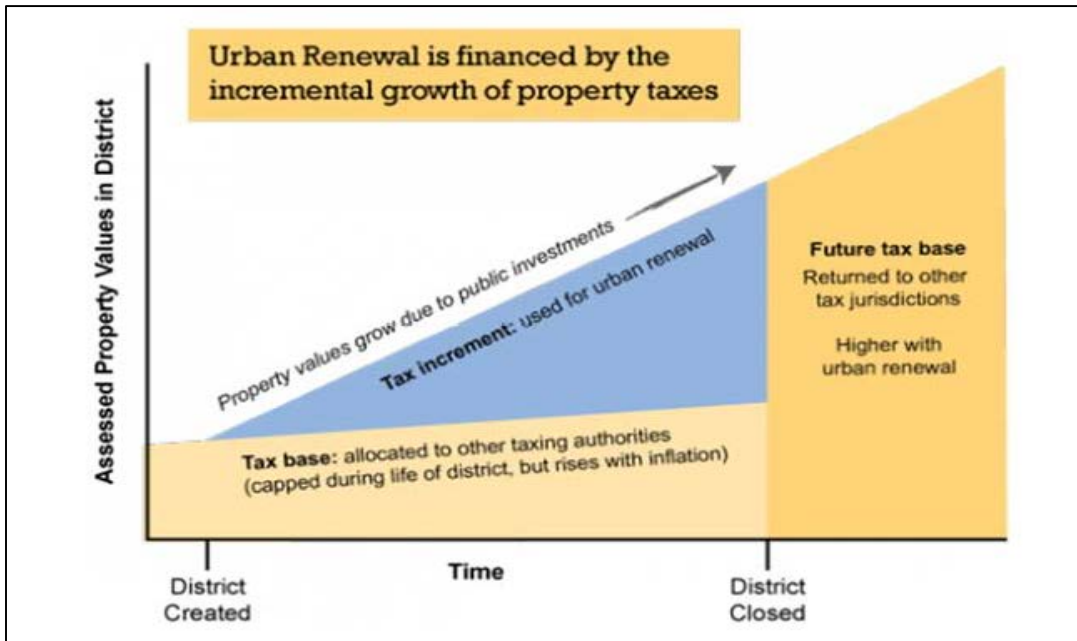 Urban Renewal is financed by the
incremental growth of property taxes
Assessed Property Values in District
Property values grow due to public investments
Tax increment: used for urban renewal
Future tax base
Returned to other
tax jurisdictions
Higher with
urban renewal
Tax base: allocated to other taxing authorities
(capped during life of district, but rises with inflation)
District
Created
Time
District
Closed